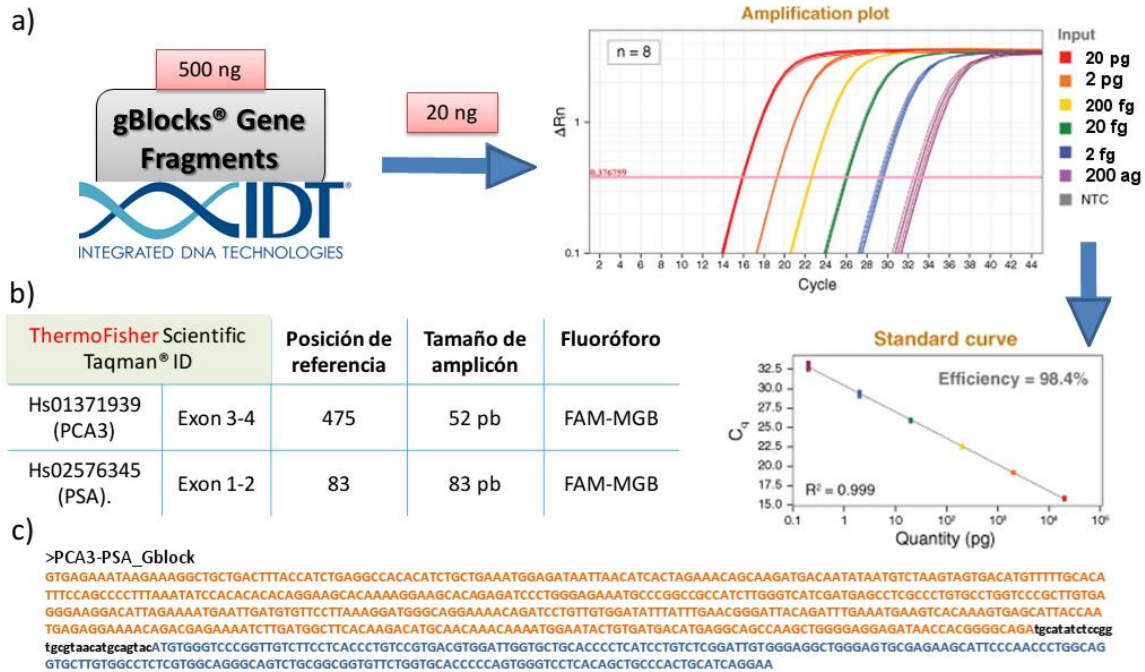 a)
500 ng
gBlocks® Gene
Fragments
IDT®
INTEGRATED DNA TECHNOLOGIES
20 ng
Amplification plot
n = 8
ΔRn
1
0.376759
0.1
2 4 6 8 10 12 14 16 18 20 22 24 26 28 30 32 34 36 38 40 42 44
Cycle
Input
20 pg
2 pg
200 fg
20 fg
2 fg
200 ag
NTC
b)
ThermoFisher Scientific
Taqman® ID
Posición de
referencia
Tamaño de
amplicón
Fluoróforo
Hs01371939
(PCA3)
Exon 3-4
475
52 pb
FAM-MGB
Hs02576345
(PSA).
Exon 1-2
83
83 pb
FAM-MGB
Standard curve
Efficiency = 98.4%
Cq
32.5
30.0
27.5
25.0
22.5
20.0
17.5
15.0
R² = 0.999
0.1 1 10 10² 10³ 10⁴ 10⁵
Quantity (pg)
c)
>PCA3-PSA_Gblock
GTGAGAAATAAGAAAGGCTGCTGACTTTACCATCTGAGGCCACACATCTGCTGAAATGGAGATAATTAACATCACTAGAAACAGCAAGATGACAATATAATGTCTAAGTAGTGACATGTTTTTGCACA
TTTCCAGCCCCTTTAAATATCCACACACACAGGAAGCACAAAAGGAAGCACAGAGATCCCTGGGAGAAATGCCCGGCCGCCATCTTGGGTCATCGATGAGCCTCGCCCTGTGCCTGGTCCCGCTTGTGA
GGGAAGGACATTAGAAAATGAATTGATGTGTTCCTTAAAGGATGGGCAGGAAAACAGATCCTGTTGTGGATATTTATTTGAACGGGATTACAGATTTGAAATGAAGTCACAAAGTGAGCATTACCAA
TGAGAGGAAAACAGACGAGAAAATCTTGATGGCTTCACAAGACATGCAACAAACAAAATGGAATACTGTGATGACATGAGGCAGCCAAGCTGGGGAGGAGATAACCACGGGGCAGAtgcatatctccgg
tgcgtaacatgcagtacATGTGGGTCCCGGTTGTCTTCCTCACCCTGTCCGTGACGTGGATTGGTGCTGCACCCCTCATCCTGTCTCGGATTGTGGGAGGCTGGGAGTGCGAGAAGCATTCCCAACCCTGGCAG
GTGCTTGTGGCCTCTCGTGGCAGGGCAGTCTGCGGCGGTGTTCTGGTGCACCCCCAGTGGGTCCTCACAGCTGCCCACTGCATCAGGAA